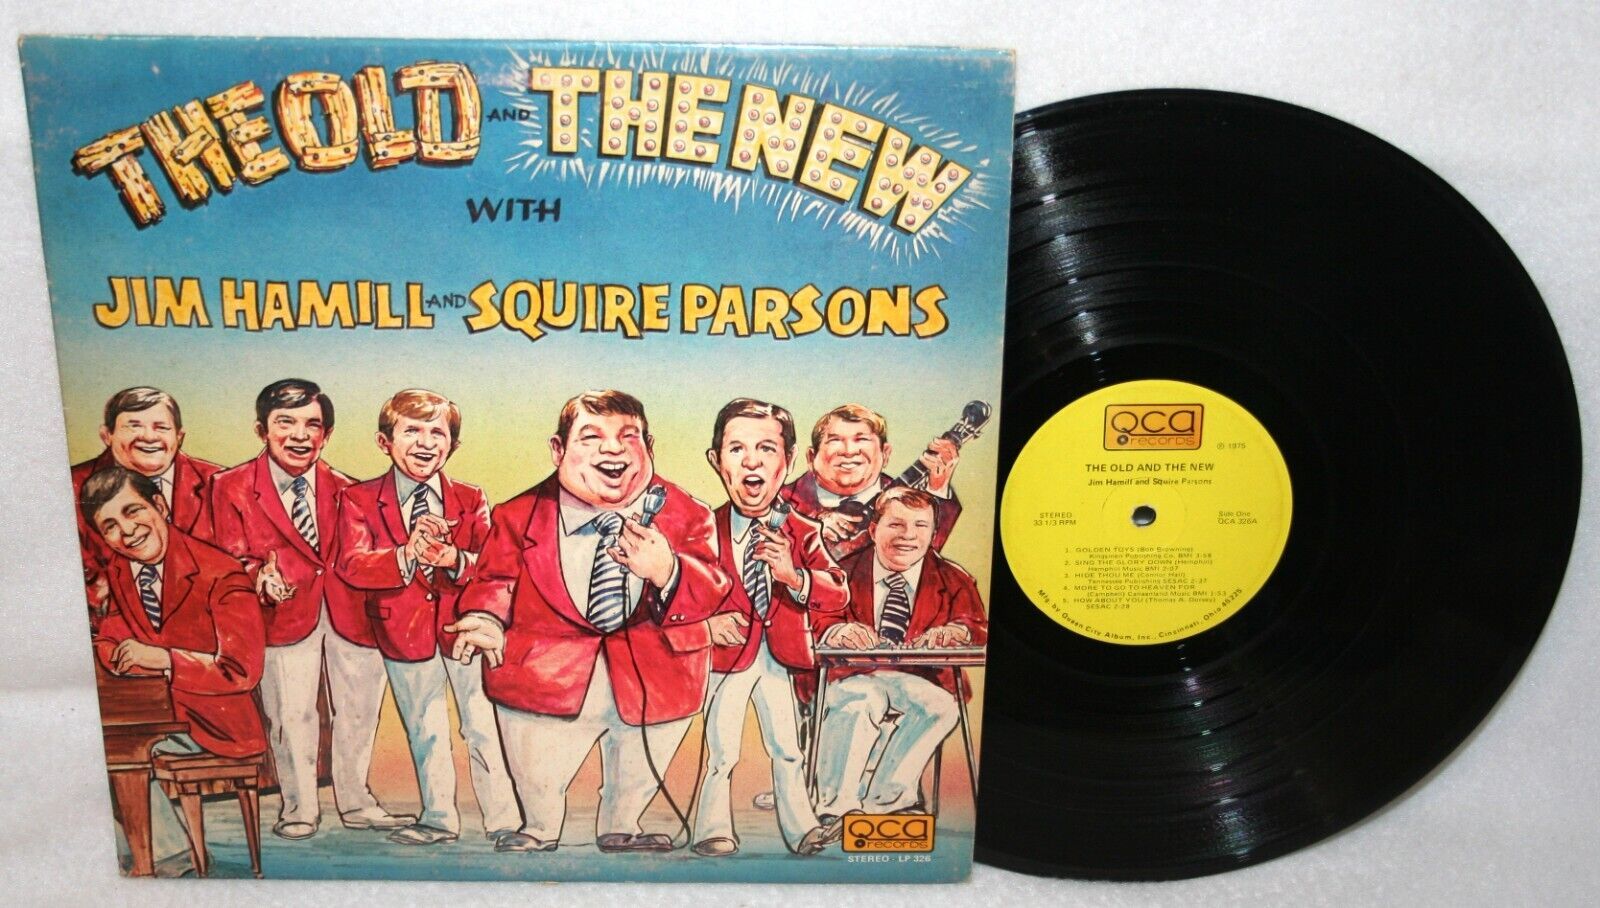 THE OLD AND THE NEW
WITH
JIM HAMILL AND SQUIRE PARSONS
QCA
records
STEREO - LP 326
QCA
records
℗ 1975
THE OLD AND THE NEW
Jim Hamill and Squire Parsons
STEREO
33 1/3 RPM
Side One
QCA 326A
1. GOLDEN TOYS (Bob Browning)
Kingsmen Publishing Co. BMI 3:58
2. SING THE GLORY DOWN (Hemphill)
Hemphill Music BMI 2:07
3. HIDE THOU ME (Connor Hall)
Tennessee Publishing SESAC 2:37
4. MORE TO GO TO HEAVEN FOR
(Campbell) Canaanland Music BMI 3:53
5. HOW ABOUT YOU (Thomas A. Dorsey)
SESAC 2:28
Mfg. by Queen City Album, Inc., Cincinnati, Ohio 45225